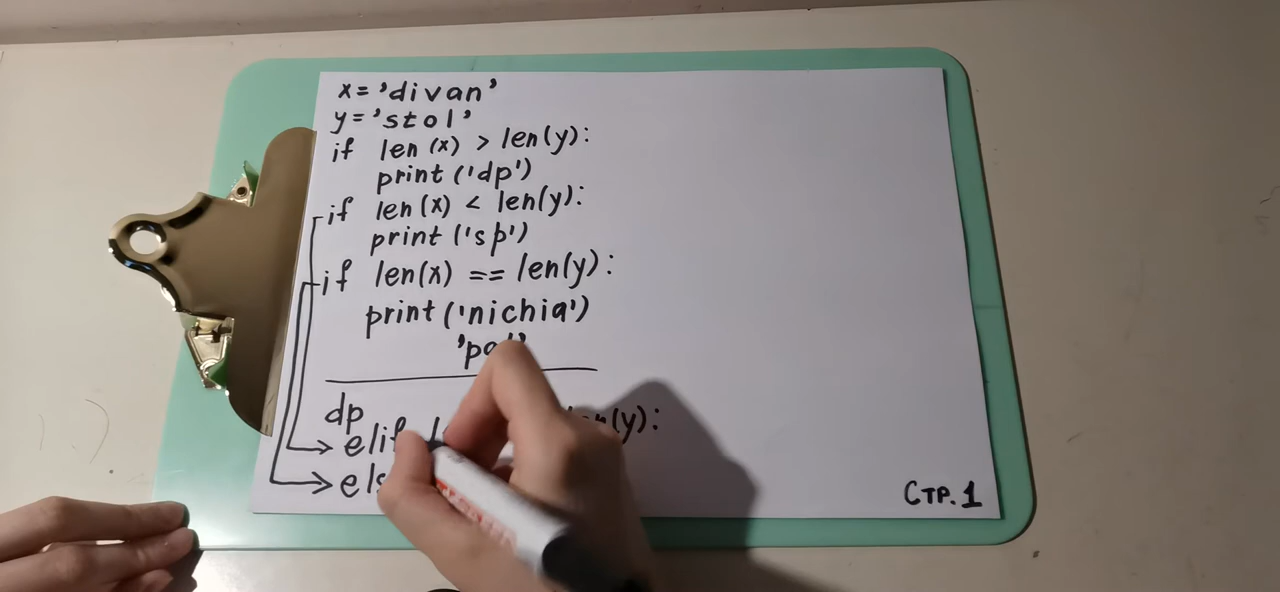 x = 'divan'
y = 'stol'
if len (x) > len(y):
print ('dp')
if len(x) < len(y):
print ('sp')
if len(x) == len(y):
print ('nichia')
dp
len(y):
Стр. 1